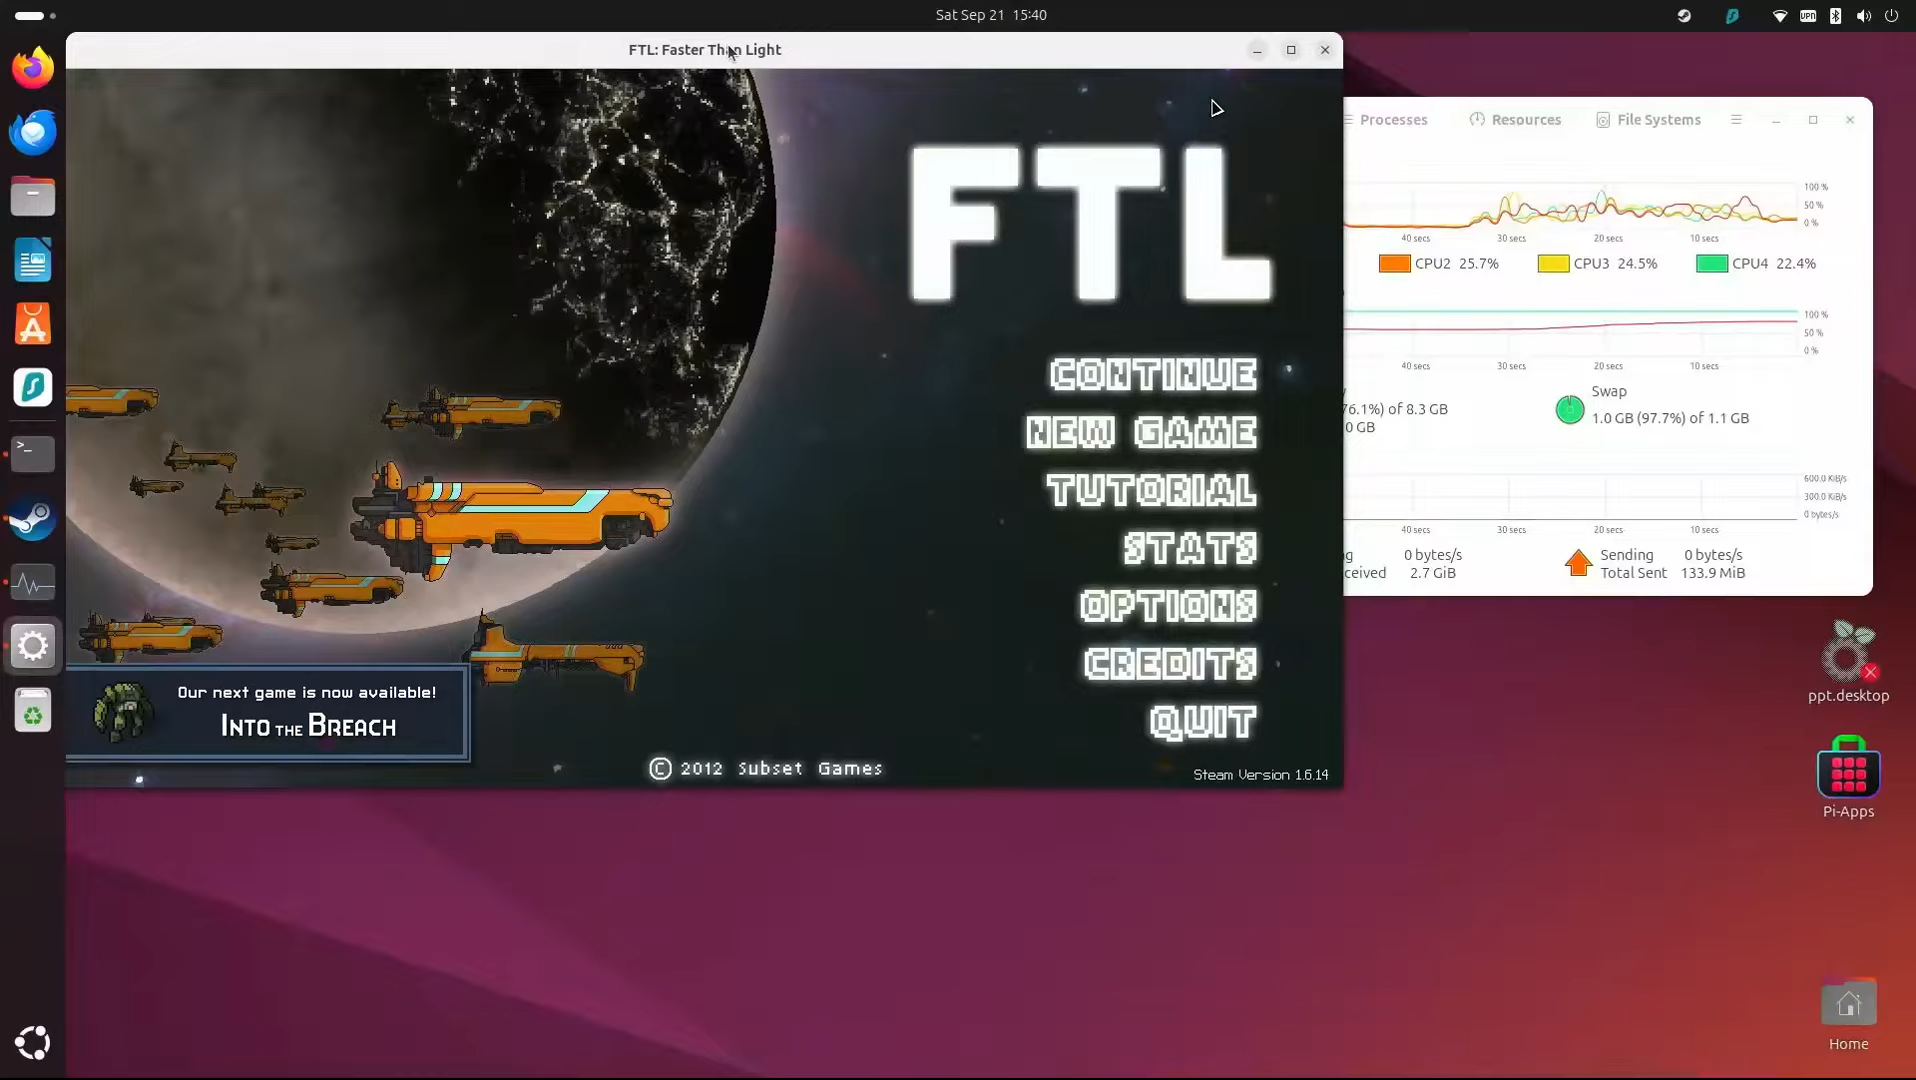 Sat Sep 21 15:40
FTL: Faster Than Light
FTL
CONTINUE
NEW GAME
TUTORIAL
STATS
OPTIONS
CREDITS
QUIT
Our next game is now available!
INTO THE BREACH
© 2012 Subset Games
Steam Version 1.6.14
Processes
Resources
File Systems
100 %
50 %
0 %
40 secs
30 secs
20 secs
10 secs
CPU2 25.7%
CPU3 24.5%
CPU4 22.4%
100 %
50 %
0 %
40 secs
30 secs
20 secs
10 secs
76.1%) of 8.3 GB
0 GB
Swap
1.0 GB (97.7%) of 1.1 GB
600.0 KiB/s
300.0 KiB/s
0 bytes/s
40 secs
30 secs
20 secs
10 secs
g 0 bytes/s
ceived 2.7 GiB
Sending 0 bytes/s
Total Sent 133.9 MiB
ppt.desktop
Pi-Apps
Home
VPN